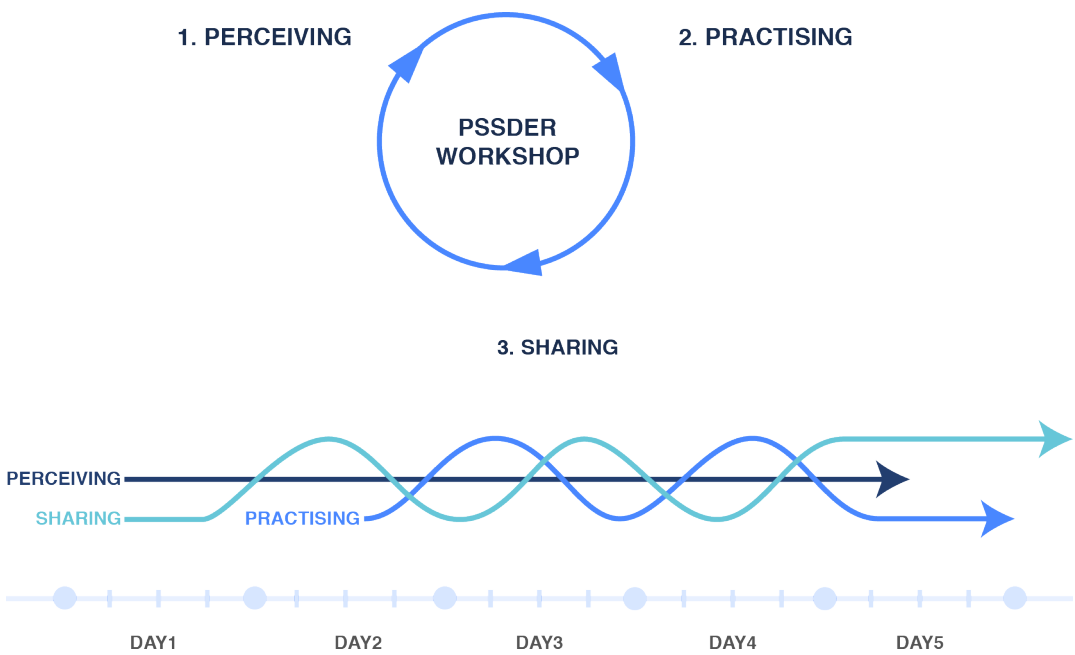 1. PERCEIVING
2. PRACTISING
PSSDER
WORKSHOP
3. SHARING
PERCEIVING
SHARING
PRACTISING
DAY1
DAY2
DAY3
DAY4
DAY5